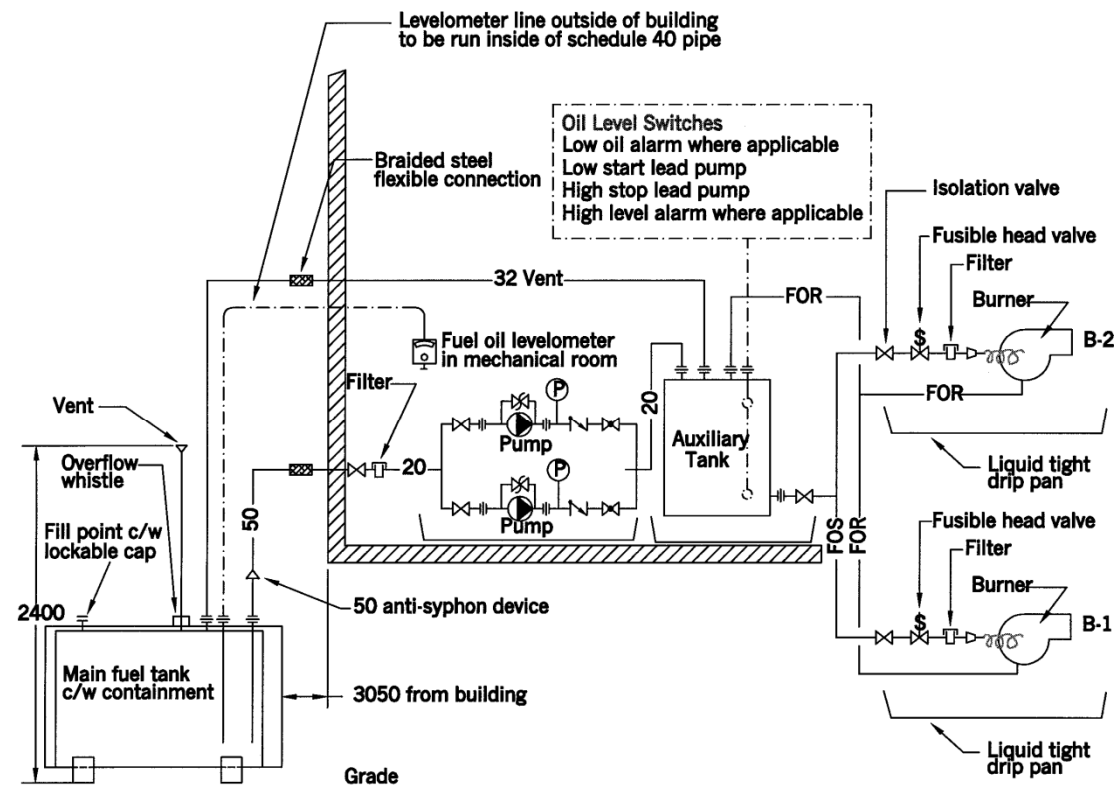 Levelometer line outside of building
to be run inside of schedule 40 pipe
Oil Level Switches
Low oil alarm where applicable
Low start lead pump
High stop lead pump
High level alarm where applicable
Braided steel
flexible connection
Isolation valve
Fusible head valve
Filter
Burner
B-2
32 Vent
FOR
Fuel oil levelometer
in mechanical room
Filter
P
20
FOR
Vent
Pump
Auxiliary
Tank
Overflow
whistle
20
P
Liquid tight
drip pan
50
Fill point c/w
lockable cap
Pump
FOS
FOR
Fusible head valve
Filter
Burner
2400
50 anti-syphon device
S
S
B-1
Main fuel tank
c/w containment
3050 from building
Liquid tight
drip pan
Grade